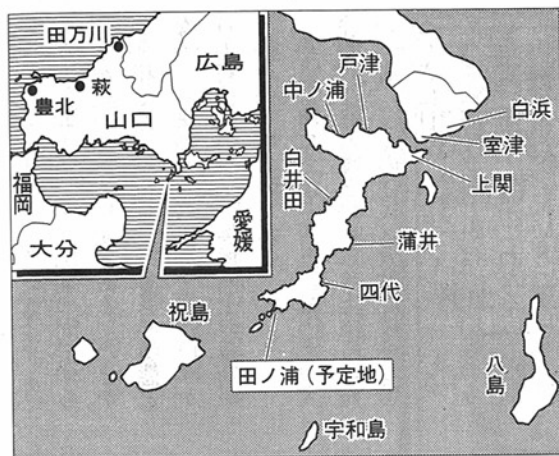 田万川
広島
萩
豊北
山口
福岡
大分
愛媛
戸津
中ノ浦
白浜
室津
上関
白井田
蒲井
四代
祝島
田ノ浦(予定地)
八島
宇和島